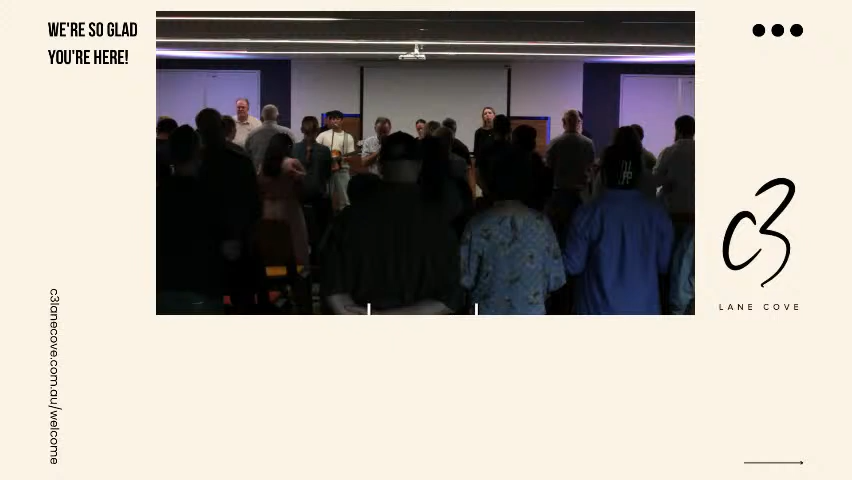 WE'RE SO GLAD
YOU'RE HERE!
c3
LANE COVE
c3lanecove.com.au/welcome